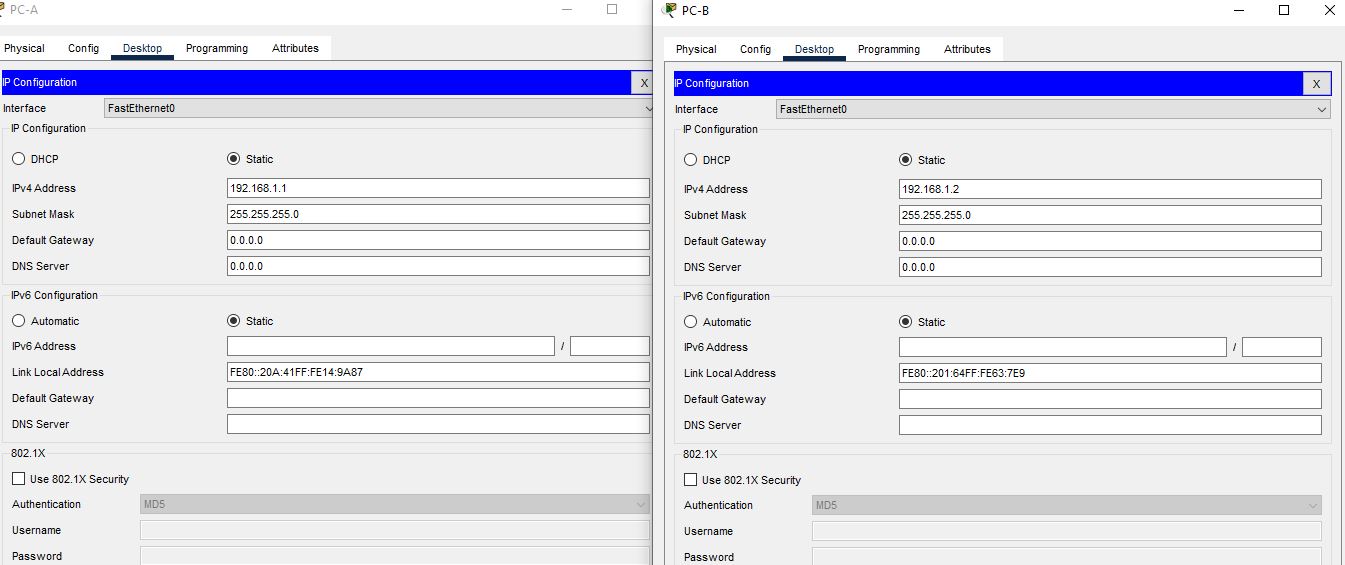 PC-A
Physical Config Desktop Programming Attributes
IP Configuration X
Interface FastEthernet0
IP Configuration
DHCP Static
IPv4 Address 192.168.1.1
Subnet Mask 255.255.255.0
Default Gateway 0.0.0.0
DNS Server 0.0.0.0
IPv6 Configuration
Automatic Static
IPv6 Address /
Link Local Address FE80::20A:41FF:FE14:9A87
Default Gateway
DNS Server
802.1X
Use 802.1X Security
Authentication MD5
Username
Password
PC-B
Physical Config Desktop Programming Attributes
IP Configuration X
Interface FastEthernet0
IP Configuration
DHCP Static
IPv4 Address 192.168.1.2
Subnet Mask 255.255.255.0
Default Gateway 0.0.0.0
DNS Server 0.0.0.0
IPv6 Configuration
Automatic Static
IPv6 Address /
Link Local Address FE80::201:64FF:FE63:7E9
Default Gateway
DNS Server
802.1X
Use 802.1X Security
Authentication MD5
Username
Password